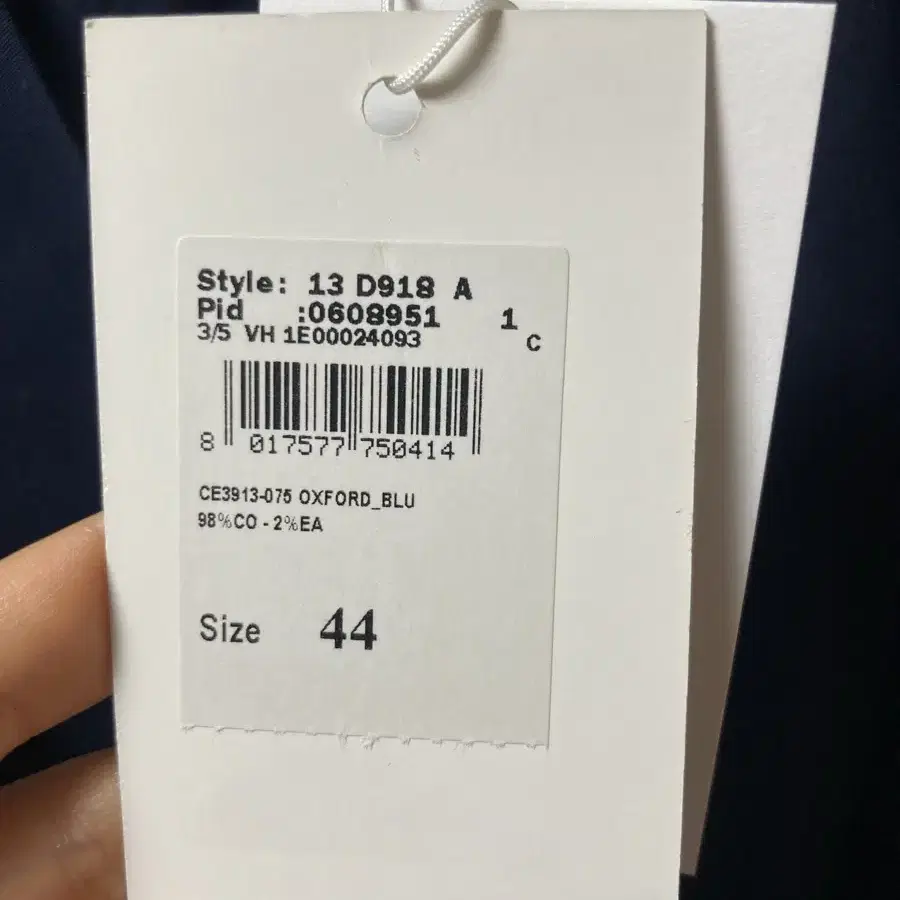 Style: 13 D918 A
Pid :0608951 1
3/5 VH 1E00024093 C
8 017577 750414
CE3913-075 OXFORD_BLU
98%CO - 2%EA
Size 44